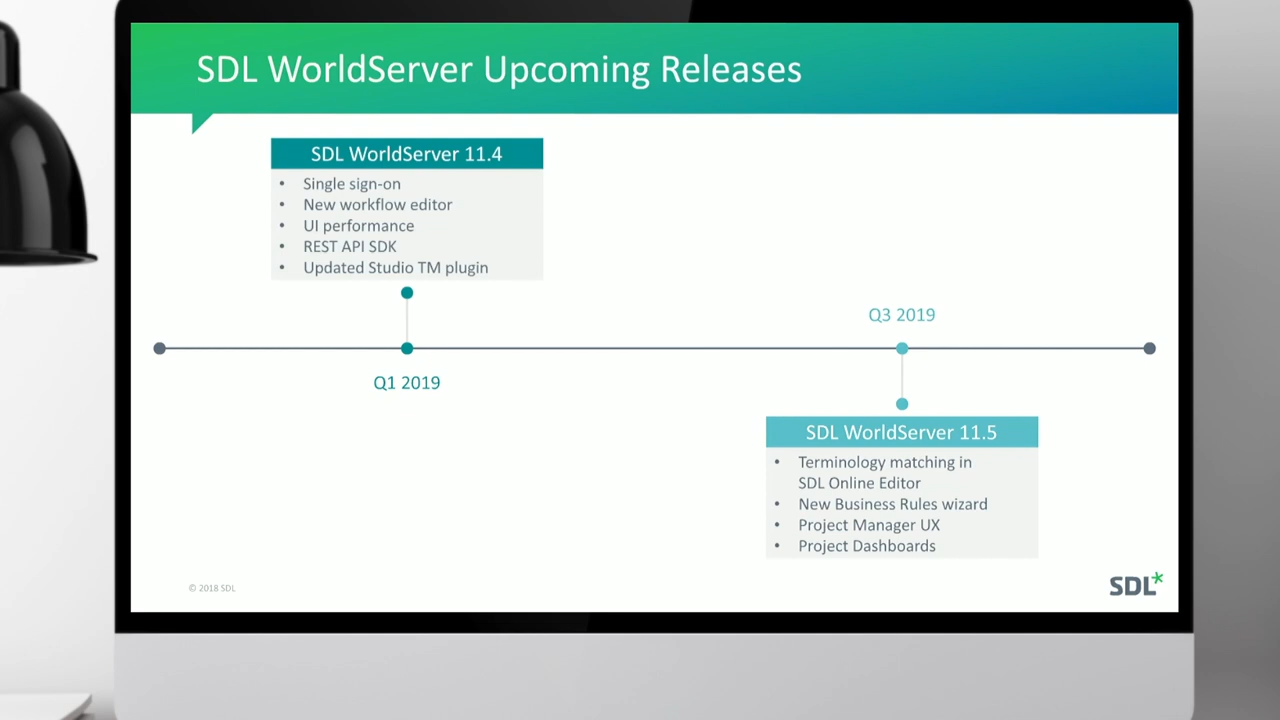 SDL WorldServer Upcoming Releases
SDL WorldServer 11.4
• Single sign-on
• New workflow editor
• UI performance
• REST API SDK
• Updated Studio TM plugin
Q3 2019
Q1 2019
SDL WorldServer 11.5
• Terminology matching in
SDL Online Editor
• New Business Rules wizard
• Project Manager UX
• Project Dashboards
© 2018 SDL
SDL*